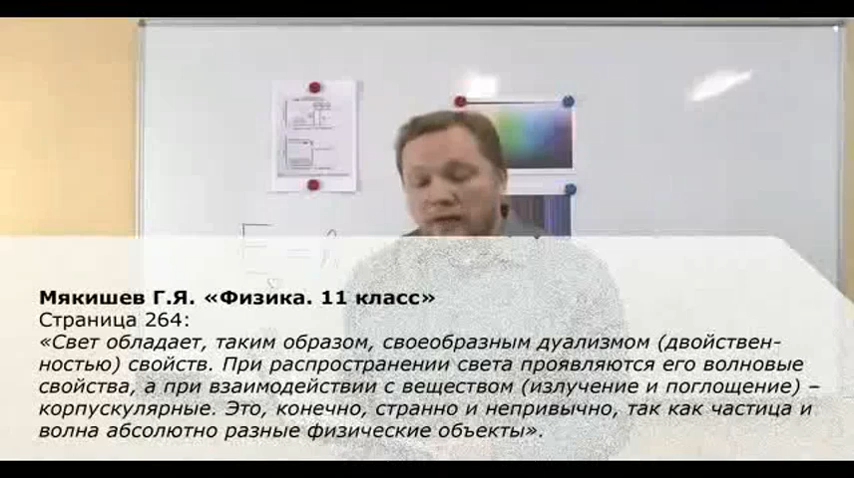 Мякишев Г.Я. «Физика. 11 класс»
Страница 264:
«Свет обладает, таким образом, своеобразным дуализмом (двойствен-
ностью) свойств. При распространении света проявляются его волновые
свойства, а при взаимодействии с веществом (излучение и поглощение) –
корпускулярные. Это, конечно, странно и непривычно, так как частица и
волна абсолютно разные физические объекты».